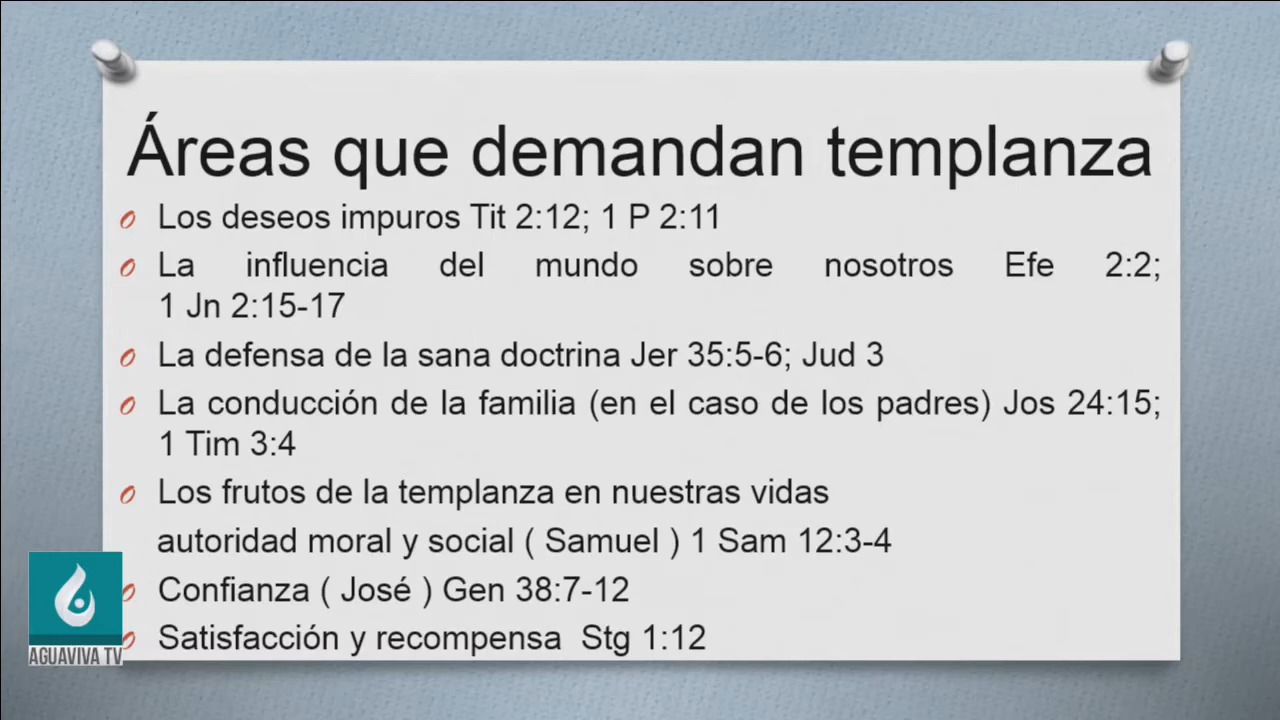 Áreas que demandan templanza
Los deseos impuros Tit 2:12; 1 P 2:11
La influencia del mundo sobre nosotros Efe 2:2;
1 Jn 2:15-17
La defensa de la sana doctrina Jer 35:5-6; Jud 3
La conducción de la familia (en el caso de los padres) Jos 24:15;
1 Tim 3:4
Los frutos de la templanza en nuestras vidas
autoridad moral y social ( Samuel ) 1 Sam 12:3-4
Confianza ( José ) Gen 38:7-12
Satisfacción y recompensa  Stg 1:12
AGUAVIVA TV